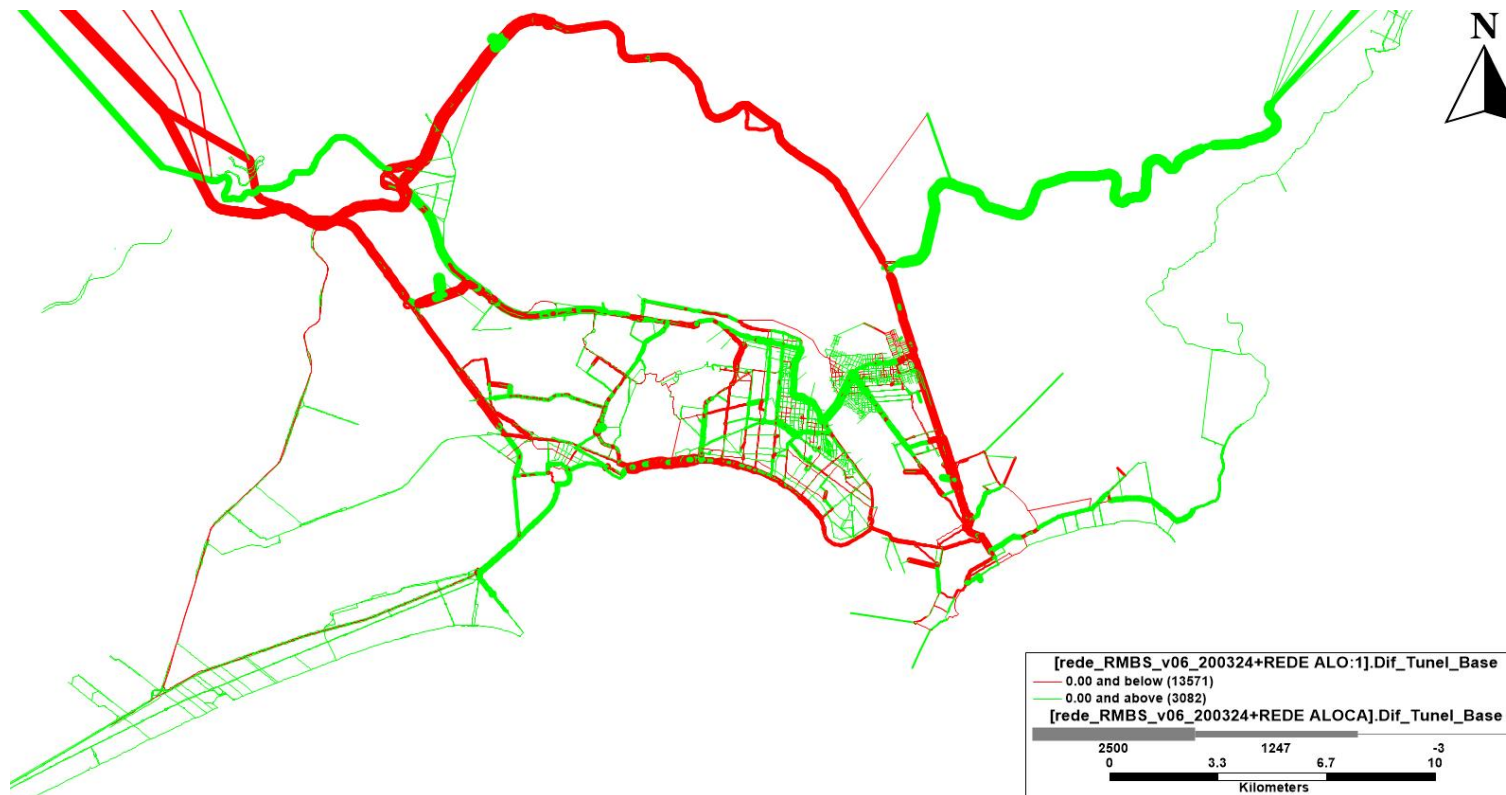 N
[rede_RMBS_v06_200324+REDE ALO:1].Dif_Tunel_Base
0.00 and below (13571)
0.00 and above (3082)
[rede_RMBS_v06_200324+REDE ALOCA].Dif_Tunel_Base
2500 1247 -3
0 3.3 6.7 10
Kilometers